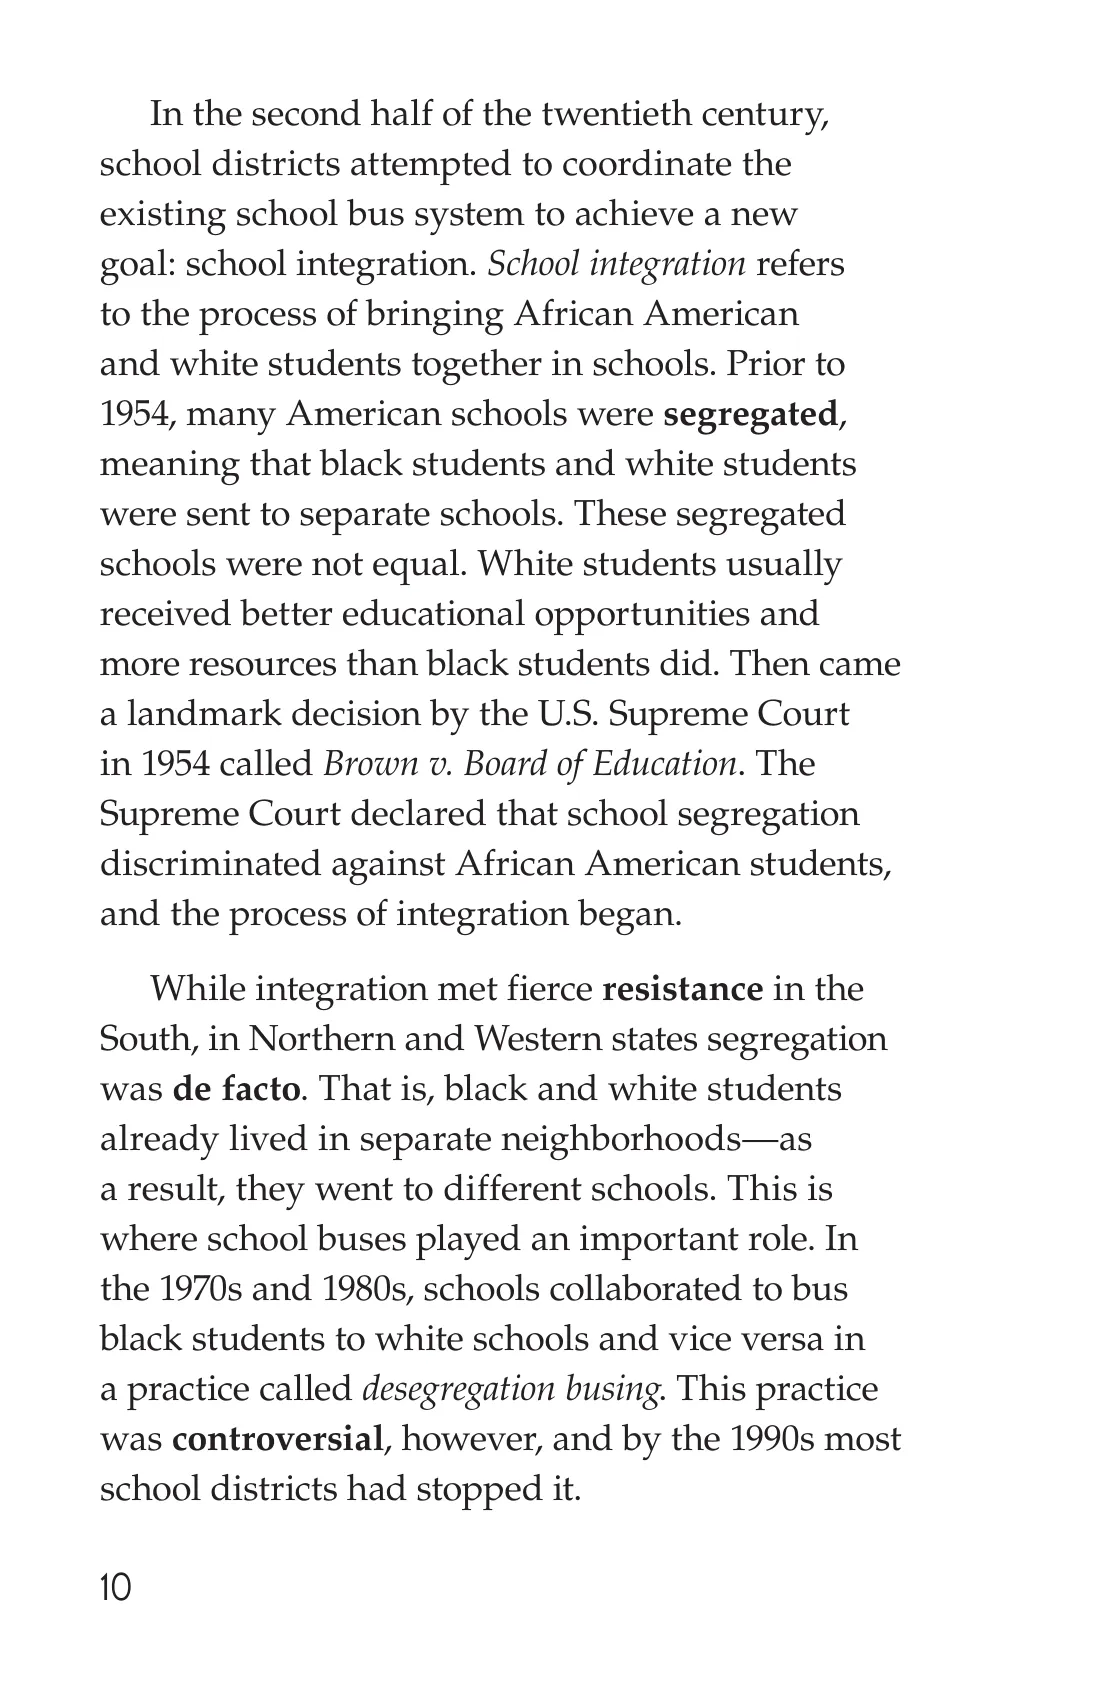 In the second half of the twentieth century,
school districts attempted to coordinate the
existing school bus system to achieve a new
goal: school integration. School integration refers
to the process of bringing African American
and white students together in schools. Prior to
1954, many American schools were segregated,
meaning that black students and white students
were sent to separate schools. These segregated
schools were not equal. White students usually
received better educational opportunities and
more resources than black students did. Then came
a landmark decision by the U.S. Supreme Court
in 1954 called Brown v. Board of Education. The
Supreme Court declared that school segregation
discriminated against African American students,
and the process of integration began.
While integration met fierce resistance in the
South, in Northern and Western states segregation
was de facto. That is, black and white students
already lived in separate neighborhoods—as
a result, they went to different schools. This is
where school buses played an important role. In
the 1970s and 1980s, schools collaborated to bus
black students to white schools and vice versa in
a practice called desegregation busing. This practice
was controversial, however, and by the 1990s most
school districts had stopped it.
10